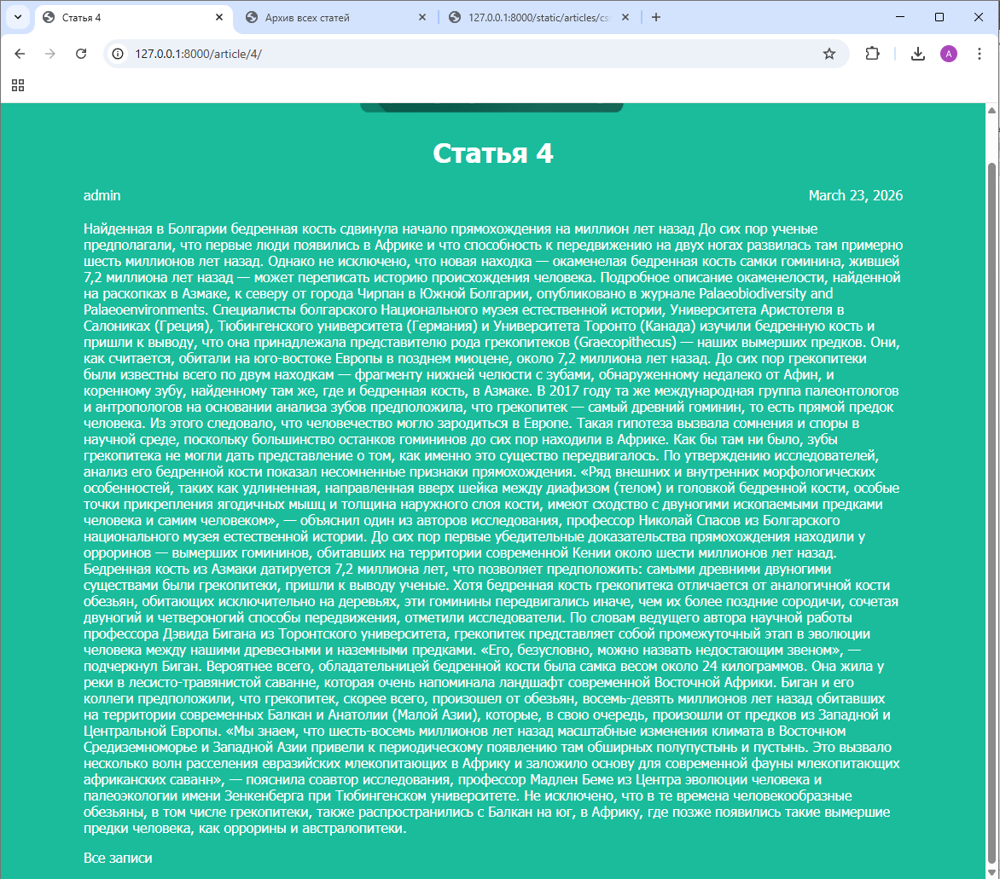 Статья 4
Архив всех статей
127.0.0.1:8000/static/articles/cs
127.0.0.1:8000/article/4/
A
Статья 4
admin
March 23, 2026
Найденная в Болгарии бедренная кость сдвинула начало прямохождения на миллион лет назад До сих пор ученые
предполагали, что первые люди появились в Африке и что способность к передвижению на двух ногах развилась там примерно
шесть миллионов лет назад. Однако не исключено, что новая находка — окаменелая бедренная кость самки гоминина, жившей
7,2 миллиона лет назад — может переписать историю происхождения человека. Подробное описание окаменелости, найденной
на раскопках в Азмаке, к северу от города Чирпан в Южной Болгарии, опубликовано в журнале Palaeobiodiversity and
Palaeoenvironments. Специалисты болгарского Национального музея естественной истории, Университета Аристотеля в
Салониках (Греция), Тюбингенского университета (Германия) и Университета Торонто (Канада) изучили бедренную кость и
пришли к выводу, что она принадлежала представителю рода грекопитеков (Graecopithecus) — наших вымерших предков. Они,
как считается, обитали на юго-востоке Европы в позднем миоцене, около 7,2 миллиона лет назад. До сих пор грекопитеки
были известны всего по двум находкам — фрагменту нижней челюсти с зубами, обнаруженному недалеко от Афин, и
коренному зубу, найденному там же, где и бедренная кость, в Азмаке. В 2017 году та же международная группа палеонтологов
и антропологов на основании анализа зубов предположила, что грекопитек — самый древний гоминин, то есть прямой предок
человека. Из этого следовало, что человечество могло зародиться в Европе. Такая гипотеза вызвала сомнения и споры в
научной среде, поскольку большинство останков гомининов до сих пор находили в Африке. Как бы там ни было, зубы
грекопитека не могли дать представление о том, как именно это существо передвигалось. По утверждению исследователей,
анализ его бедренной кости показал несомненные признаки прямохождения. «Ряд внешних и внутренних морфологических
особенностей, таких как удлиненная, направленная вверх шейка между диафизом (телом) и головкой бедренной кости, особые
точки прикрепления ягодичных мышц и толщина наружного слоя кости, имеют сходство с двуногими ископаемыми предками
человека и самим человеком», — объяснил один из авторов исследования, профессор Николай Спасов из Болгарского
национального музея естественной истории. До сих пор первые убедительные доказательства прямохождения находили у
орроринов — вымерших гомининов, обитавших на территории современной Кении около шести миллионов лет назад.
Бедренная кость из Азмаки датируется 7,2 миллиона лет, что позволяет предположить: самыми древними двуногими
существами были грекопитеки, пришли к выводу ученые. Хотя бедренная кость грекопитека отличается от аналогичной кости
обезьян, обитающих исключительно на деревьях, эти гоминины передвигались иначе, чем их более поздние сородичи, сочетая
двуногий и четвероногий способы передвижения, отметили исследователи. По словам ведущего автора научной работы
профессора Дэвида Бигана из Торонтского университета, грекопитек представляет собой промежуточный этап в эволюции
человека между нашими древесными и наземными предками. «Его, безусловно, можно назвать недостающим звеном», —
подчеркнул Биган. Вероятнее всего, обладательницей бедренной кости была самка весом около 24 килограммов. Она жила у
реки в лесисто-травянистой саванне, которая очень напоминала ландшафт современной Восточной Африки. Биган и его
коллеги предположили, что грекопитек, скорее всего, произошел от обезьян, восемь-девять миллионов лет назад обитавших
на территории современных Балкан и Анатолии (Малой Азии), которые, в свою очередь, произошли от предков из Западной и
Центральной Европы. «Мы знаем, что шесть-восемь миллионов лет назад масштабные изменения климата в Восточном
Средиземноморье и Западной Азии привели к периодическому появлению там обширных полупустынь и пустынь. Это вызвало
несколько волн расселения евразийских млекопитающих в Африку и заложило основу для современной фауны млекопитающих
африканских саванн», — пояснила соавтор исследования, профессор Мадлен Беме из Центра эволюции человека и
палеоэкологии имени Зенкенберга при Тюбингенском университете. Не исключено, что в те времена человекообразные
обезьяны, в том числе грекопитеки, также распространились с Балкан на юг, в Африку, где позже появились такие вымершие
предки человека, как оррорины и австралопитеки.
Все записи